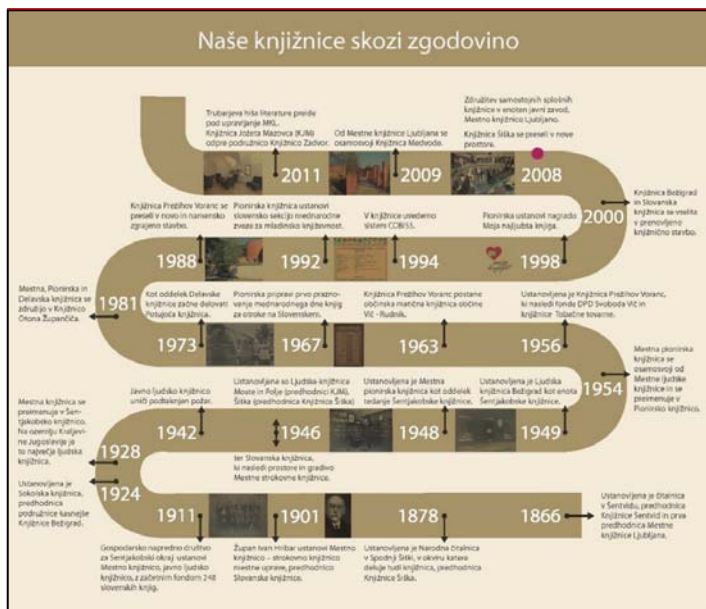 Naše knjižnice skozi zgodovino
Trubarjeva hiša literature preide
pod upravljanje MKL.
Knjižnica Jožeta Mazovca (KJM)
odpre podružnico Knjižnico Zadvor.
2011
Od Mestne knjižnice Ljubljana se
osamosvoji Knjižnica Medvode.
2009
Združitev samostojnih splošnih
knjižnic v enoten javni zavod,
Mestno knjižnico Ljubljano.
Knjižnica Šiška se preseli v nove
prostore.
2008
Knjižnica Bežigrad
in Slovanska
knjižnica se vselita
v prenovljeno
knjižnično stavbo.
2000
Pionirska ustanovi nagrado
Moja najljubša knjiga.
1998
V knjižnice uvedemo
sistem COBISS.
1994
Pionirska knjižnica ustanovi
slovensko sekcijo mednarodne
zveze za mladinsko književnost.
1992
Knjižnica Prežihov Voranc se
preseli v novo in namensko
zgrajeno stavbo.
1988
Mestna, Pionirska in
Delavska knjižnica se
združijo v Knjižnico
Otona Župančiča.
1981
Kot oddelek Delavske
knjižnice začne delovati
Potujoča knjižnica.
1973
Pionirska pripravi prvo prazno-
vanje mednarodnega dne knjig
za otroke na Slovenskem.
1967
Knjižnica Prežihov Voranc postane
občinska matična knjižnica občine
Vič - Rudnik.
1963
Ustanovljena je Knjižnica Prežihov Voranc,
ki nasledi fonde DPD Svoboda Vič in
knjižnice Tobačne tovarne.
1956
Mestna pionirska
knjižnica se
osamosvoji od
Mestne ljudske
knjižnice in se
preimenuje v
Pionirsko knjižnico.
1954
Ustanovljena je Ljudska
knjižnica Bežigrad kot enota
Šentjakobske knjižnice.
1949
Ustanovljena je Mestna
pionirska knjižnica kot oddelek
tedanje Šentjakobske knjižnice.
1948
Ustanovljena so Ljudska knjižnica
Moste in Polje (predhodnici KJM),
Šiška (predhodnica Knjižnice Šiška)
1946
ter Slovanska knjižnica,
ki nasledi prostore in gradivo
Mestne strokovne knjižnice.
Javno ljudsko knjižnico
uniči podtaknjen požar.
1942
Mestna knjižnica se
preimenuje v Šent-
jakobsko knjižnico.
Na ozemlju Kraljevine
Jugoslavije je
to največja ljudska
knjižnica.
1928
Ustanovljena je
Sokolska knjižnica,
predhodnica
podružnice kasnejše
Knjižnice Bežigrad.
1924
1911
Gospodarsko napredno društvo
za Šentjakobski okraj ustanovi
Mestno knjižnico, javno ljudsko
knjižnico, z začetnim fondom 248
slovenskih knjig.
1901
Župan Ivan Hribar ustanovi Mestno
knjižnico – strokovno knjižnico
mestne uprave, predhodnico
Slovanske knjižnice.
1878
Ustanovljena je Narodna čitalnica
v Spodnji Šiški, v okviru katere
deluje tudi knjižnica, predhodnica
Knjižnice Šiška.
1866
Ustanovljena je čitalnica
v Šentvidu, predhodnica
Knjižnice Šentvid in prva
predhodnica Mestne
knjižnice Ljubljana.